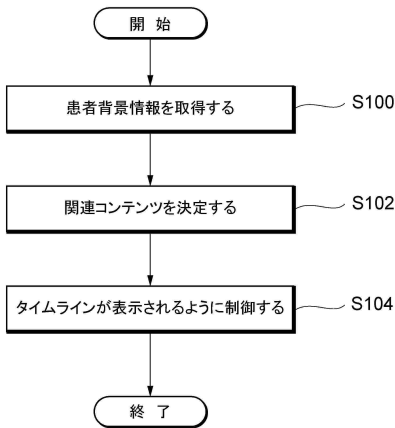 開 始
患者背景情報を取得する
S100
関連コンテンツを決定する
S102
タイムラインが表示されるように制御する
S104
終 了